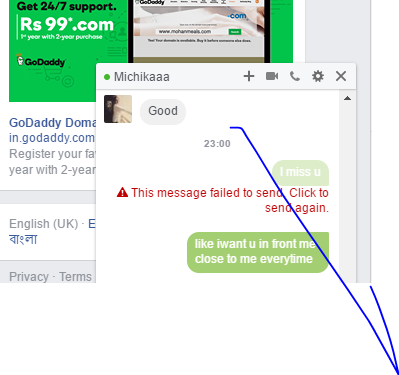 Get 24/7 support.
Rs 99*.com
1st year with 2-year purchase
GoDaddy
GoDaddy
.com
www.mohanmeals.com
Yes! Your domain is available. Buy it before someone else does.
GoDaddy Doma
in.godaddy.com
Register your fav
year with 2-year
English (UK) · E
বাংলা
Privacy · Terms
Michikaaa
Good
23:00
I miss u
This message failed to send. Click to
send again.
like iwant u in front me
close to me everytime